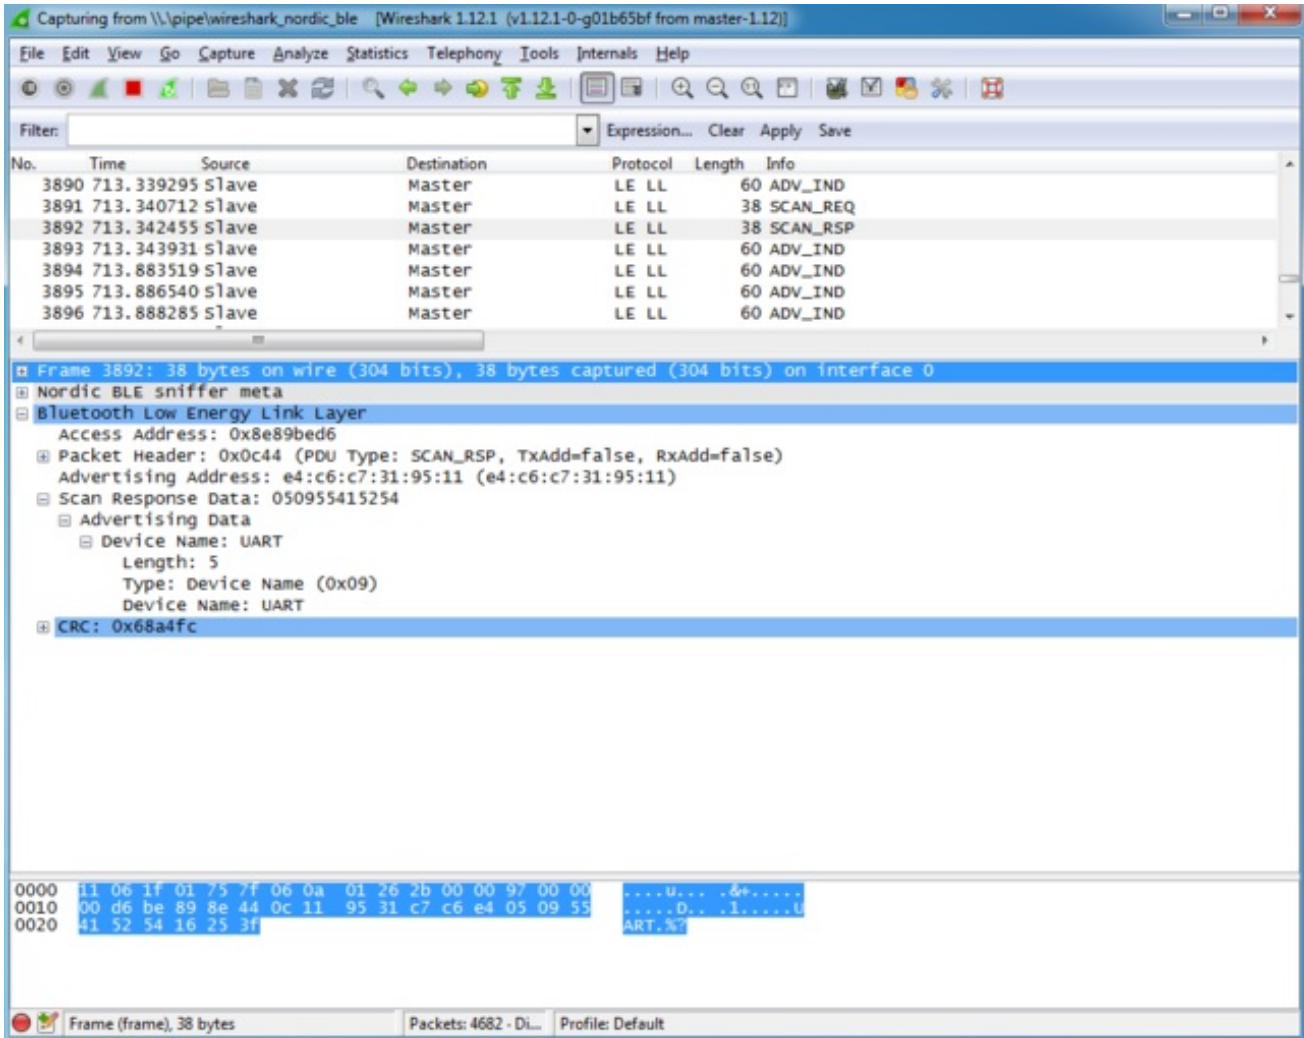 Capturing from \\.\pipe\wireshark_nordic_ble [Wireshark 1.12.1 (v1.12.1-0-g01b65bf from master-1.12)]
File Edit View Go Capture Analyze Statistics Telephony Tools Internals Help
Filter: Expression... Clear Apply Save
No. Time Source Destination Protocol Length Info
3890 713.339295 Slave Master LE LL 60 ADV_IND
3891 713.340712 Slave Master LE LL 38 SCAN_REQ
3892 713.342455 Slave Master LE LL 38 SCAN_RSP
3893 713.343931 Slave Master LE LL 60 ADV_IND
3894 713.883519 Slave Master LE LL 60 ADV_IND
3895 713.886540 Slave Master LE LL 60 ADV_IND
3896 713.888285 Slave Master LE LL 60 ADV_IND
Frame 3892: 38 bytes on wire (304 bits), 38 bytes captured (304 bits) on interface 0
Nordic BLE sniffer meta
Bluetooth Low Energy Link Layer
Access Address: 0x8e89bed6
Packet Header: 0x0c44 (PDU Type: SCAN_RSP, TxAdd=false, RxAdd=false)
Advertising Address: e4:c6:c7:31:95:11 (e4:c6:c7:31:95:11)
Scan Response Data: 050955415254
Advertising Data
Device Name: UART
Length: 5
Type: Device Name (0x09)
Device Name: UART
CRC: 0x68a4fc
0000 11 06 1f 01 75 7f 06 0a 01 26 2b 00 00 97 00 00 ....u... .&+.....
0010 00 d6 be 89 8e 44 0c 11 95 31 c7 c6 e4 05 09 55 .....D.. .1.....U
0020 41 52 54 16 25 3f ART.%?
Frame (frame), 38 bytes Packets: 4682 · Di... Profile: Default